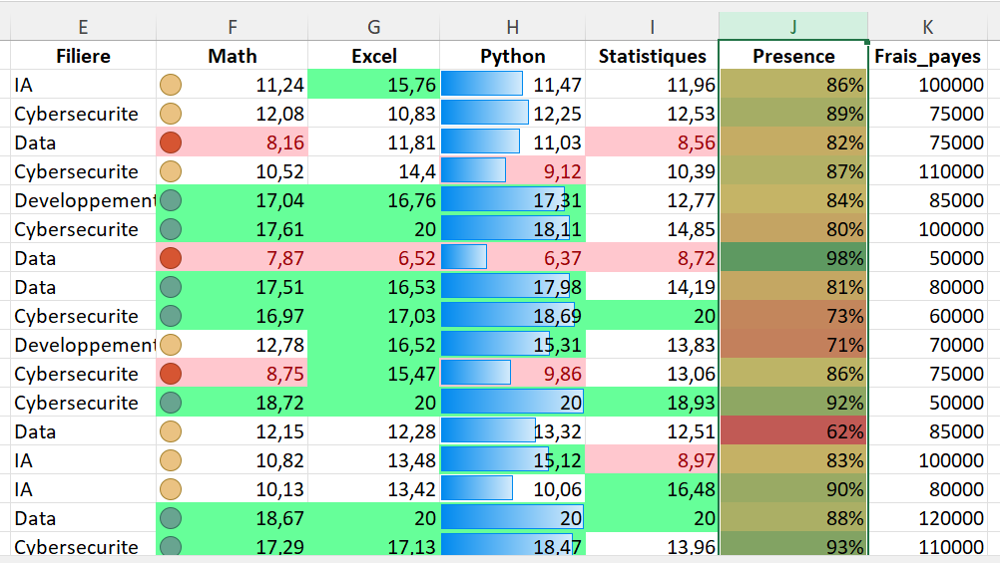 E F G H I J K
Filiere Math Excel Python Statistiques Presence Frais_payes
IA 11,24 15,76 11,47 11,96 86% 100000
Cybersecurite 12,08 10,83 12,25 12,53 89% 75000
Data 8,16 11,81 11,03 8,56 82% 75000
Cybersecurite 10,52 14,4 9,12 10,39 87% 110000
Developpement 17,04 16,76 17,31 12,77 84% 85000
Cybersecurite 17,61 20 18,11 14,85 80% 100000
Data 7,87 6,52 6,37 8,72 98% 50000
Data 17,51 16,53 17,98 14,19 81% 80000
Cybersecurite 16,97 17,03 18,69 20 73% 60000
Developpement 12,78 16,52 15,31 13,83 71% 70000
Cybersecurite 8,75 15,47 9,86 13,06 86% 75000
Cybersecurite 18,72 20 20 18,93 92% 50000
Data 12,15 12,28 13,32 12,51 62% 85000
IA 10,82 13,48 15,12 8,97 83% 100000
IA 10,13 13,42 10,06 16,48 90% 80000
Data 18,67 20 20 20 88% 120000
Cybersecurite 17,29 17,13 18,47 13,96 93% 110000